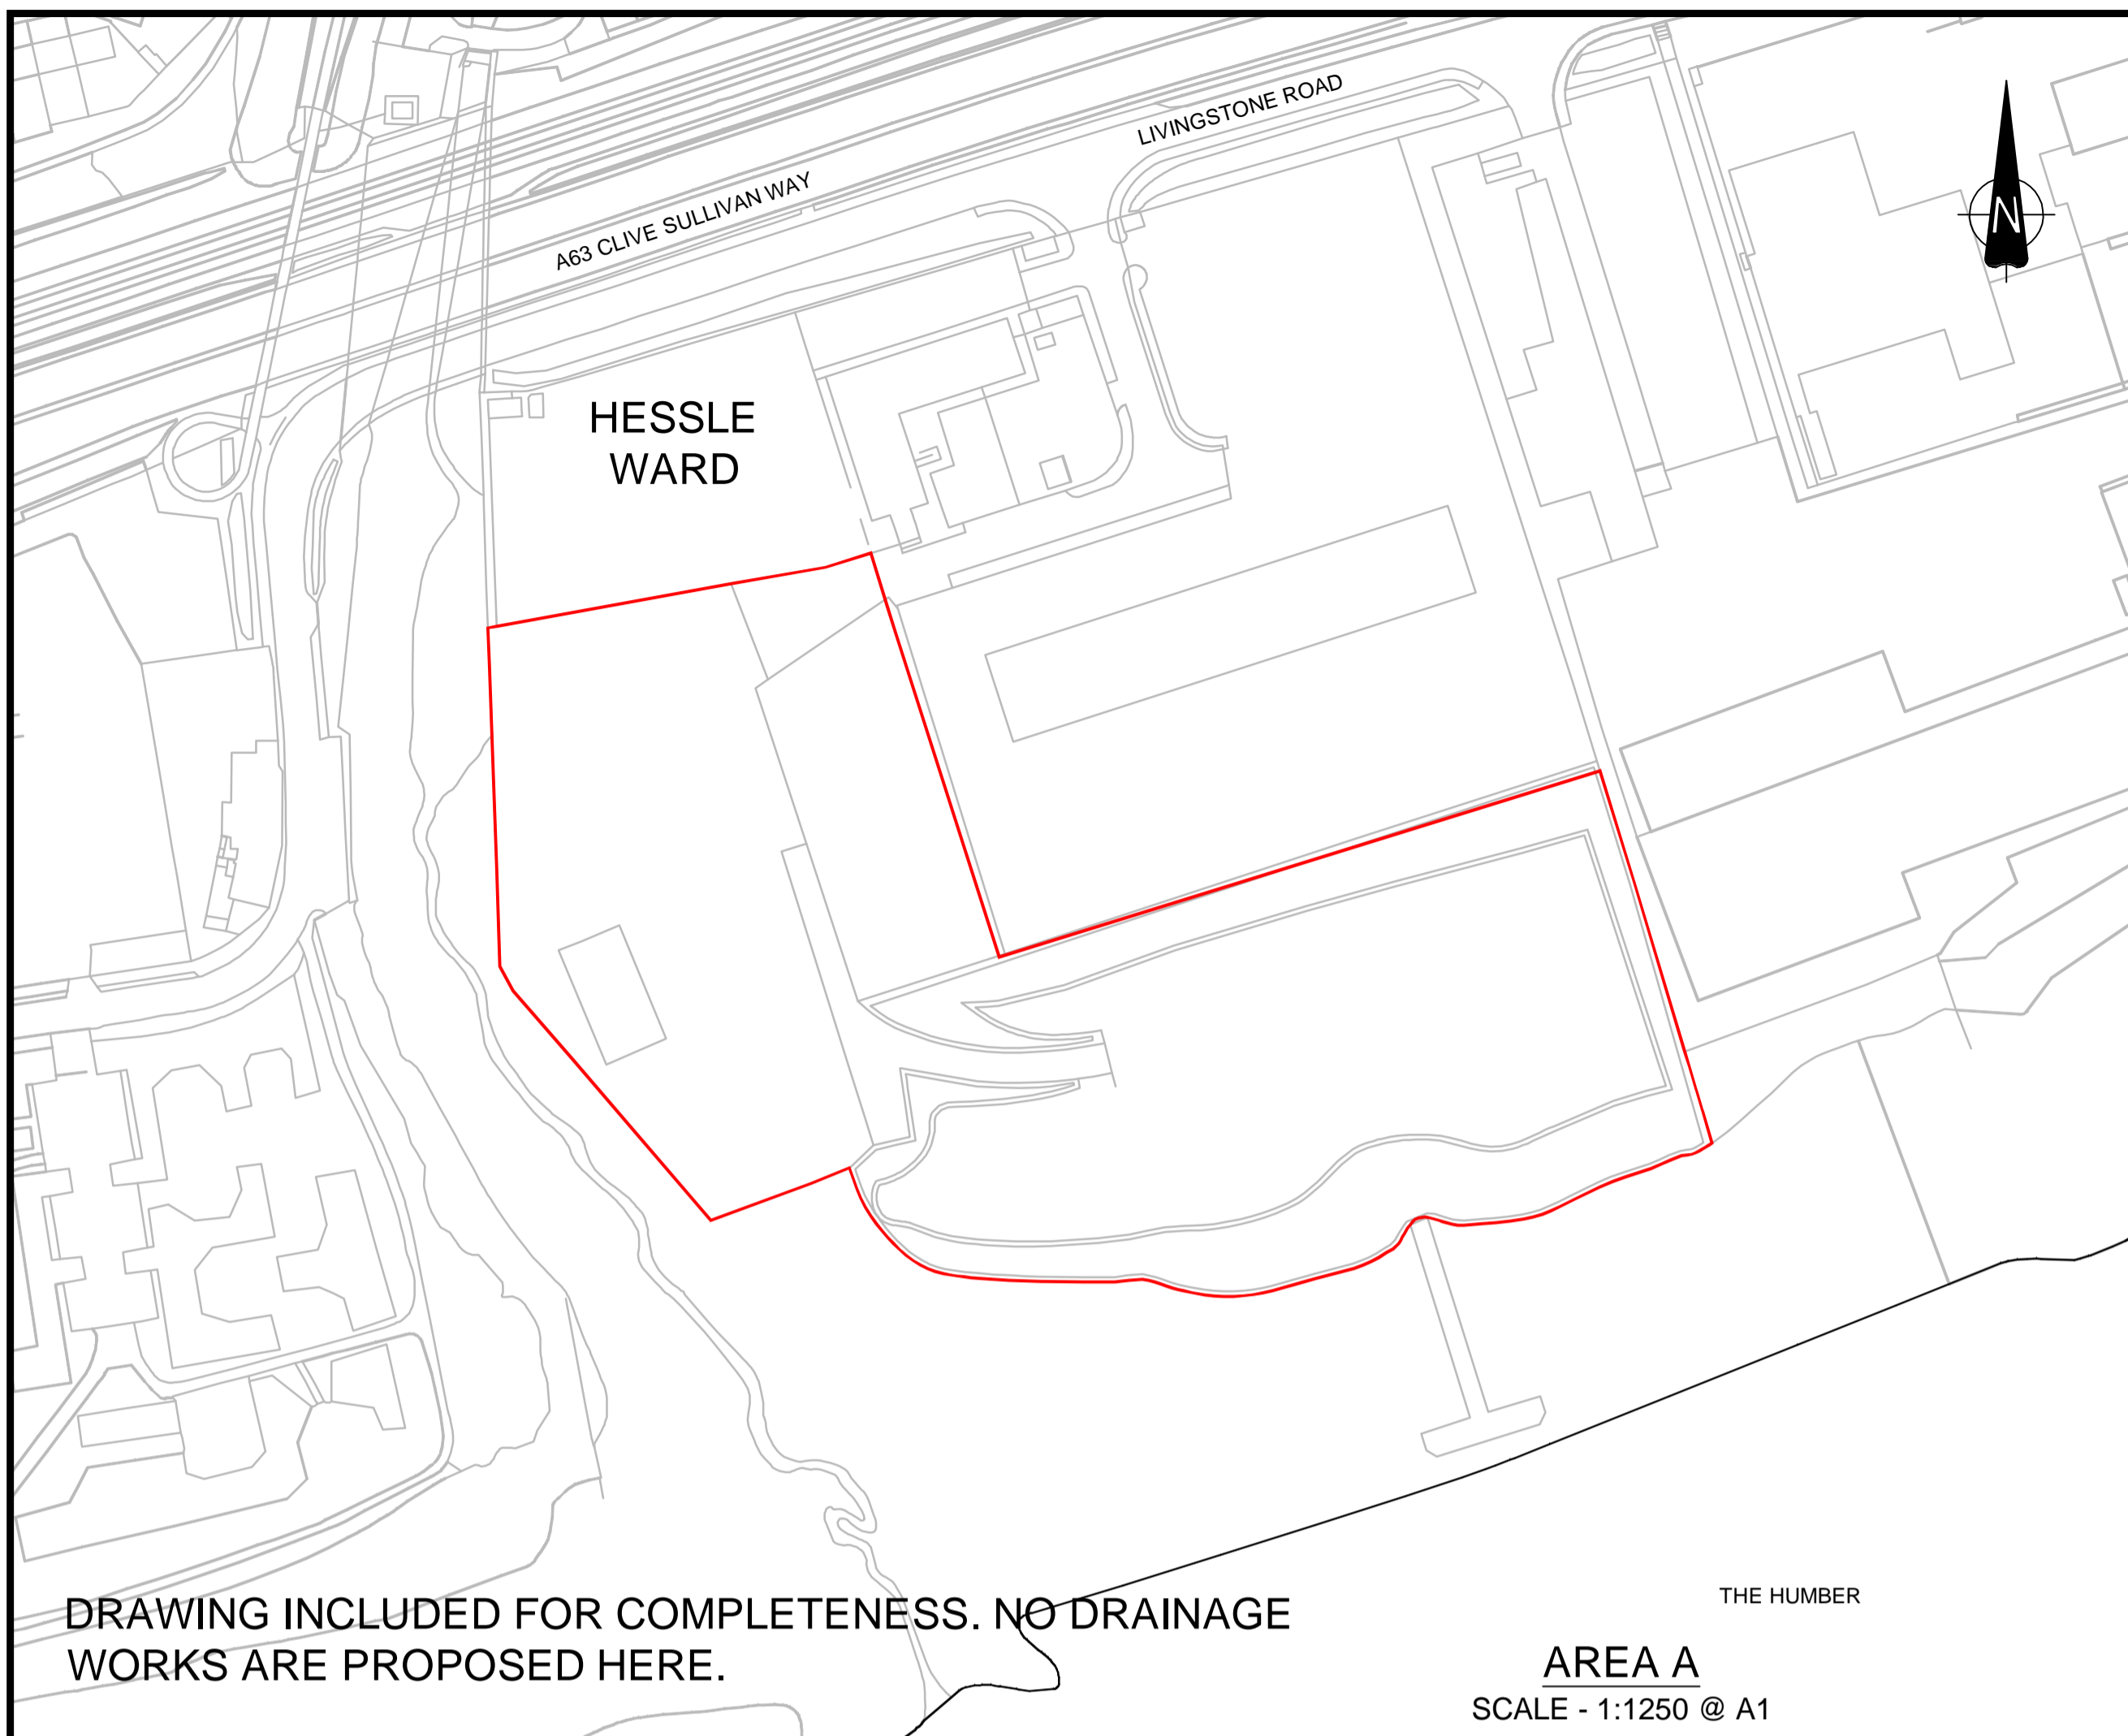 LIVINGSTONE ROAD
A63 CLIVE SULLIVAN WAY
N
HESSLE
WARD
DRAWING INCLUDED FOR COMPLETENESS. NO DRAINAGE
WORKS ARE PROPOSED HERE.
THE HUMBER
AREA A
SCALE - 1:1250 @ A1